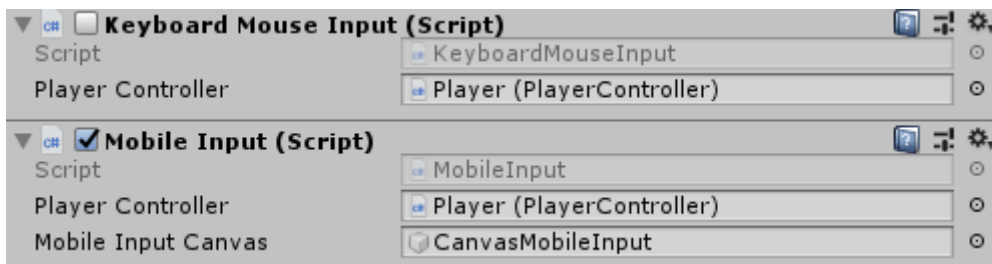 Keyboard Mouse Input (Script)
Script KeyboardMouseInput
Player Controller Player (PlayerController)
Mobile Input (Script)
Script MobileInput
Player Controller Player (PlayerController)
Mobile Input Canvas CanvasMobileInput